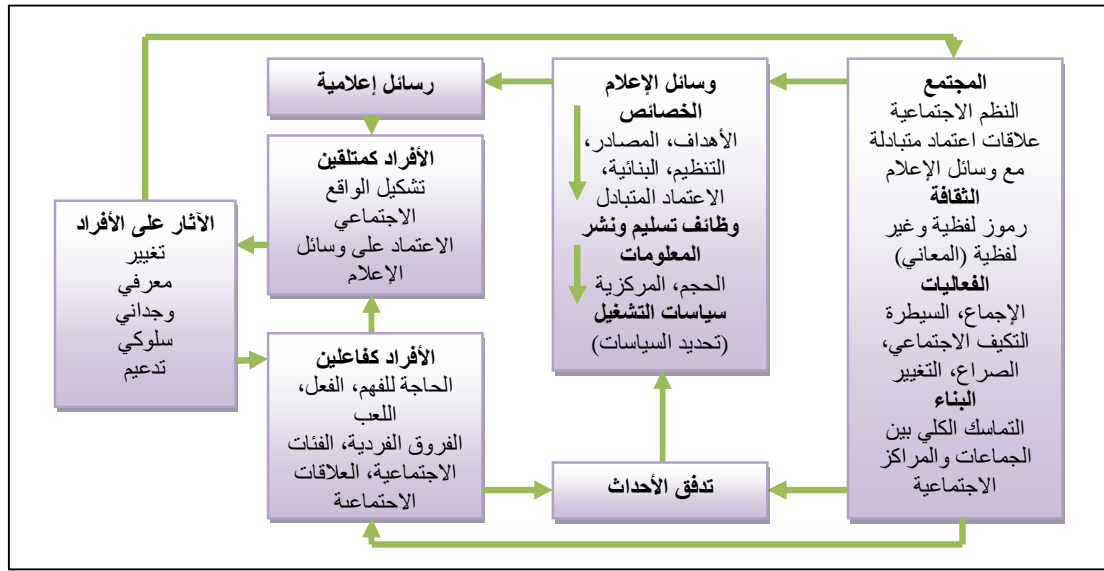 المجتمع
النظم الاجتماعية
علاقات اعتماد متبادلة
مع وسائل الإعلام
الثقافة
رموز لفظية وغير
لفظية (المعاني)
الفعاليات
الإجماع، السيطرة
التكيف الاجتماعي،
الصراع، التغيير
البناء
التماسك الكلي بين
الجماعات والمراكز
الاجتماعية
وسائل الإعلام
الخصائص
الأهداف، المصادر،
التنظيم، البنائية،
الاعتماد المتبادل
وظائف تسليم ونشر
المعلومات
الحجم، المركزية
سياسات التشغيل
(تحديد السياسات)
تدفق الأحداث
رسائل إعلامية
الأفراد كمتلقين
تشكيل الواقع
الاجتماعي
الاعتماد على وسائل
الإعلام
الأفراد كفاعلين
الحاجة للفهم، الفعل،
اللعب
الفروق الفردية، الفئات
الاجتماعية، العلاقات
الاجتماعية
الآثار على الأفراد
تغيير
معرفي
وجداني
سلوكي
تدعيم